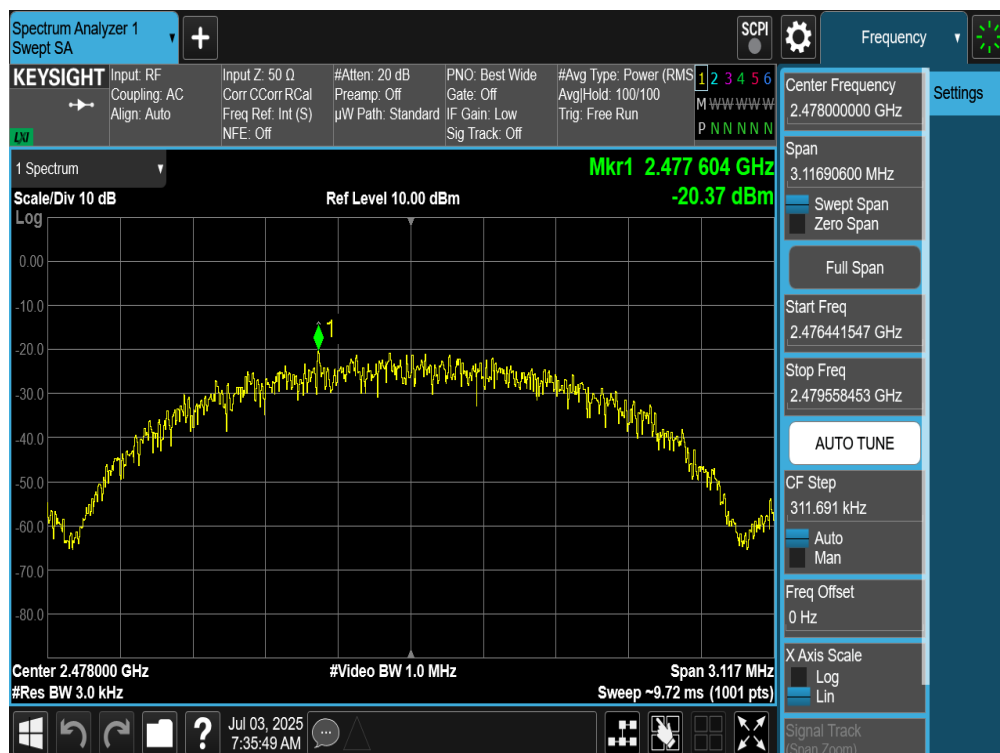 Spectrum Analyzer 1
Swept SA
+
SCPI
Frequency
KEYSIGHT
LXI
Input: RF
Coupling: AC
Align: Auto
Input Z: 50 Ω
Corr CCorr RCal
Freq Ref: Int (S)
NFE: Off
#Atten: 20 dB
Preamp: Off
µW Path: Standard
PNO: Best Wide
Gate: Off
IF Gain: Low
Sig Track: Off
#Avg Type: Power (RMS
Avg|Hold: 100/100
Trig: Free Run
1 2 3 4 5 6
M W W W W W
P N N N N N
1 Spectrum
Mkr1 2.477 604 GHz
-20.37 dBm
Scale/Div 10 dB
Ref Level 10.00 dBm
Log
0.00
-10.0
-20.0
-30.0
-40.0
-50.0
-60.0
-70.0
-80.0
1
Center 2.478000 GHz
#Video BW 1.0 MHz
Span 3.117 MHz
#Res BW 3.0 kHz
Sweep ~9.72 ms (1001 pts)
Jul 03, 2025
7:35:49 AM
?
Center Frequency
2.478000000 GHz
Settings
Span
3.11690600 MHz
Swept Span
Zero Span
Full Span
Start Freq
2.476441547 GHz
Stop Freq
2.479558453 GHz
AUTO TUNE
CF Step
311.691 kHz
Auto
Man
Freq Offset
0 Hz
X Axis Scale
Log
Lin
Signal Track
(Span Zoom)